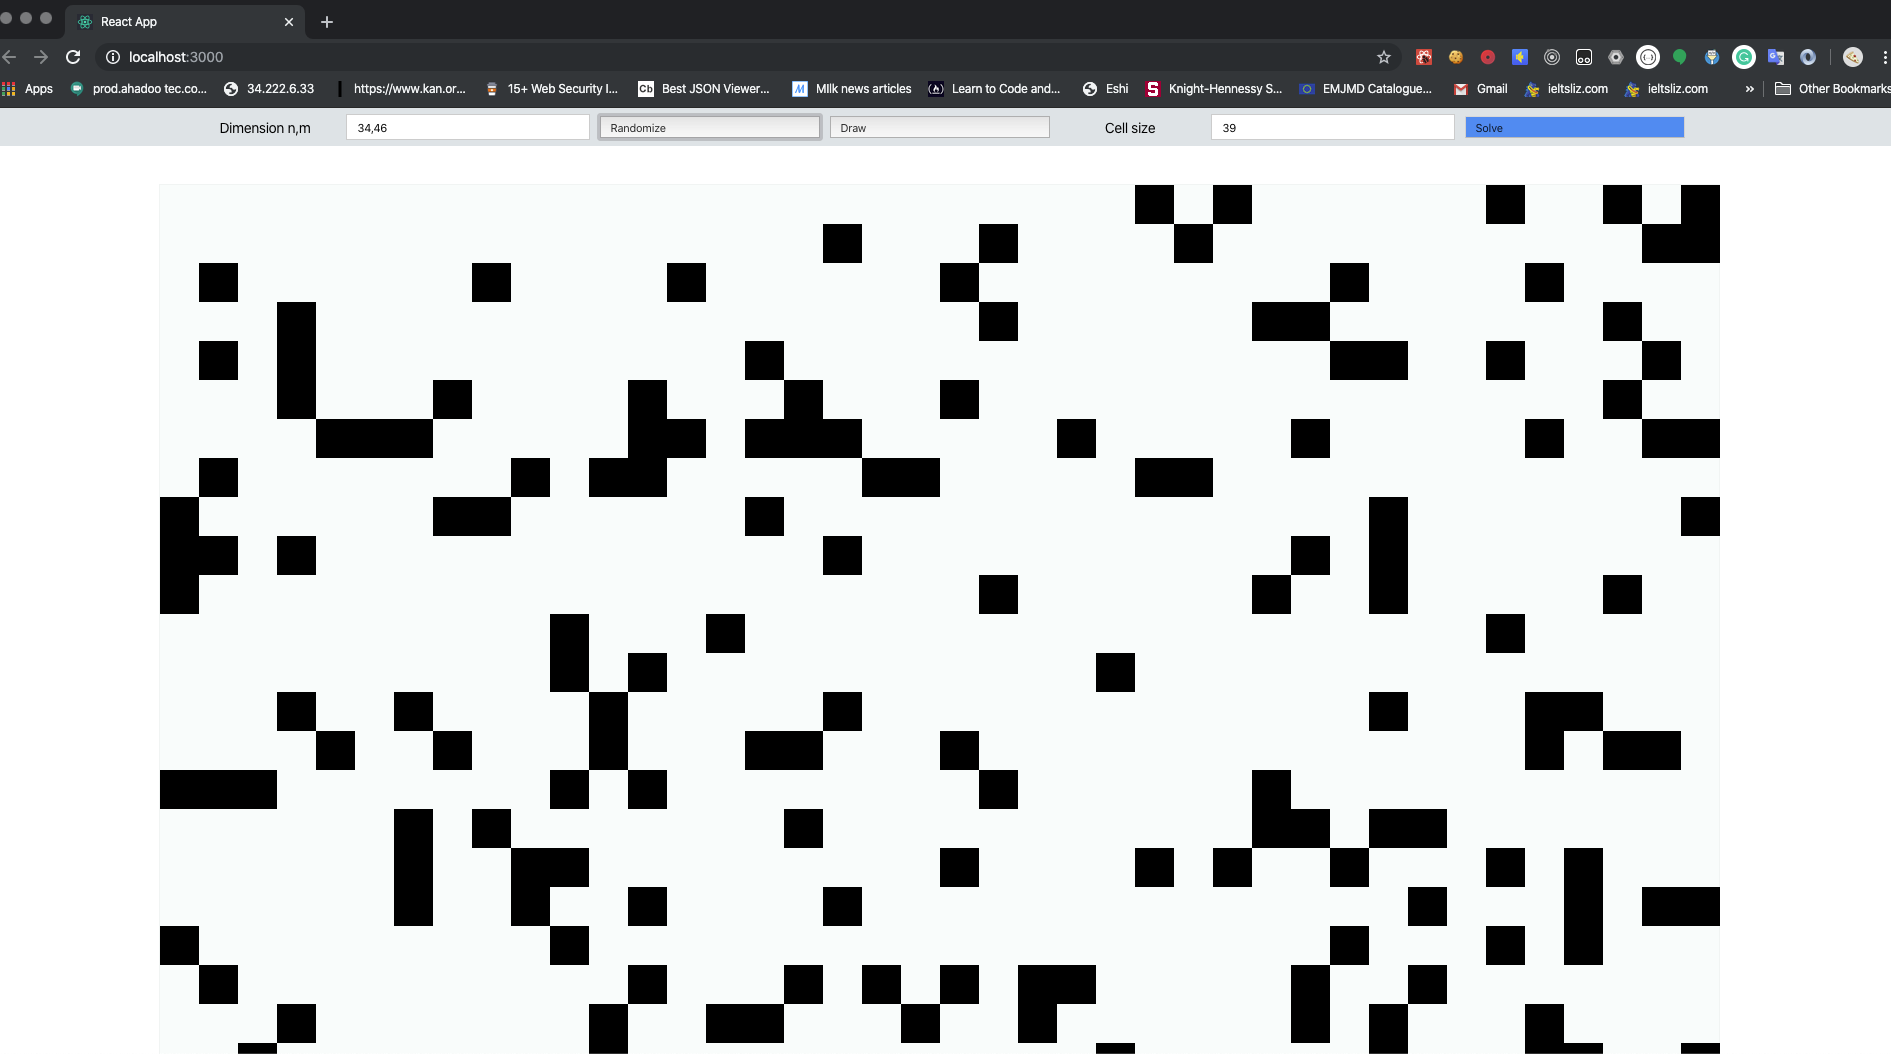 React App
localhost:3000
Apps prod.ahadoo tec.co... 34.222.6.33 https://www.kan.or... 15+ Web Security I... Cb Best JSON Viewer... M MIlk news articles Learn to Code and... Eshi S Knight-Hennessy S... EMJMD Catalogue... Gmail ieltsliz.com ieltsliz.com » Other Bookmarks
Dimension n,m 34,46 Randomize Draw Cell size 39 Solve